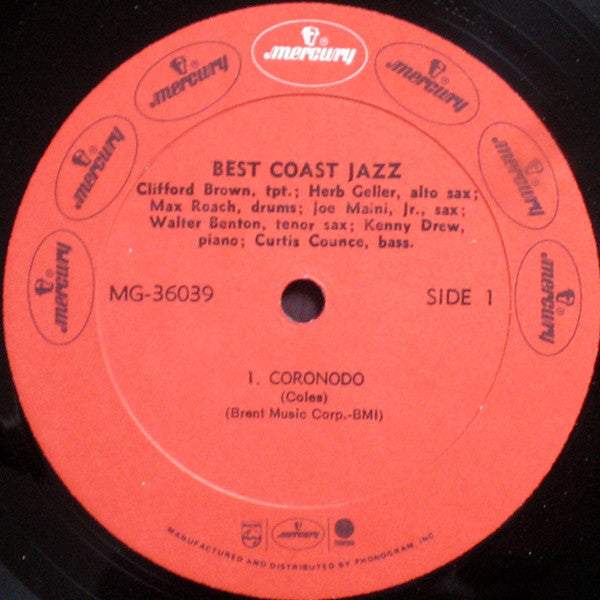 mercury
mercury
mercury
mercury ®
mercury
mercury
mercury
BEST COAST JAZZ
Clifford Brown, tpt.; Herb Geller, alto sax;
Max Roach, drums; Joe Maini, Jr., sax;
Walter Benton, tenor sax; Kenny Drew,
piano; Curtis Counce, bass.
MG-36039 SIDE 1
1. CORONODO
(Coles)
(Brent Music Corp.-BMI)
mercury
MANUFACTURED AND DISTRIBUTED BY PHONOGRAM, INC